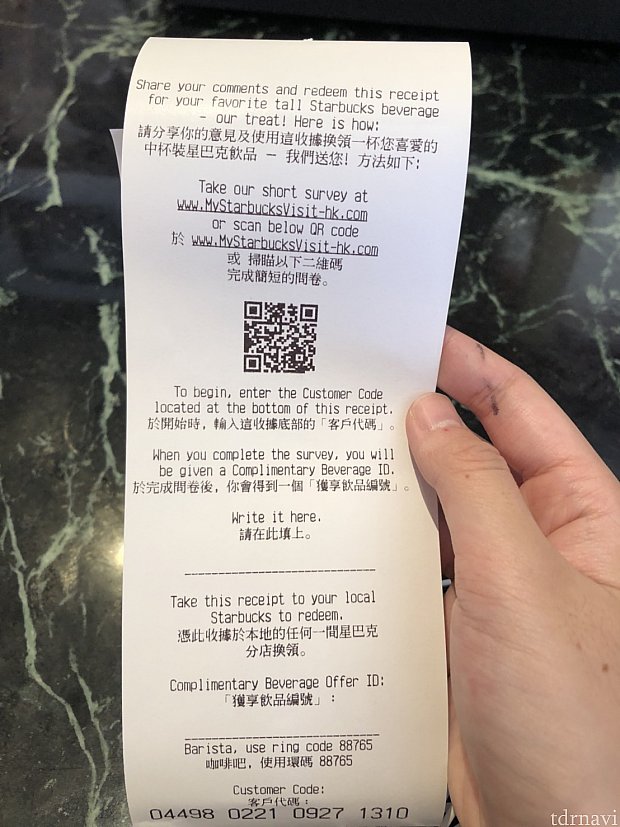 Share your comments and redeem this receipt
for your favorite tall Starbucks beverage
- our treat! Here is how:
請分享你的意見及使用這收據換領一杯您喜愛的
中杯裝星巴克飲品 - 我們送您! 方法如下:
Take our short survey at
www.MyStarbucksVisit-hk.com
or scan below QR code
於 www.MyStarbucksVisit-hk.com
或 掃瞄以下二維碼
完成簡短的問卷。
To begin, enter the Customer Code
located at the bottom of this receipt.
於開始時, 輸入這收據底部的「客戶代碼」。
When you complete the survey, you will
be given a Complimentary Beverage ID.
於完成問卷後, 你會得到一個「獲享飲品編號」。
Write it here.
請在此填上。
Take this receipt to your local
Starbucks to redeem.
憑此收據於本地的任何一間星巴克
分店換領。
Complimentary Beverage Offer ID:
「獲享飲品編號」:
Barista, use ring code 88765
咖啡吧, 使用環碼 88765
Customer Code:
客戶代碼:
04498 0221 0927 1310
tdrnavi